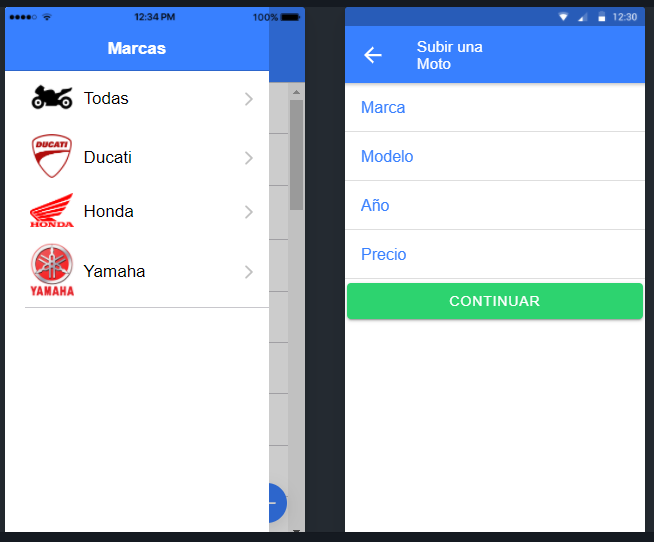 12:34 PM
100%
Marcas
Todas
DUCATI
Ducati
HONDA
Honda
YAMAHA
Yamaha
12:30
Subir una
Moto
Marca
Modelo
Año
Precio
CONTINUAR